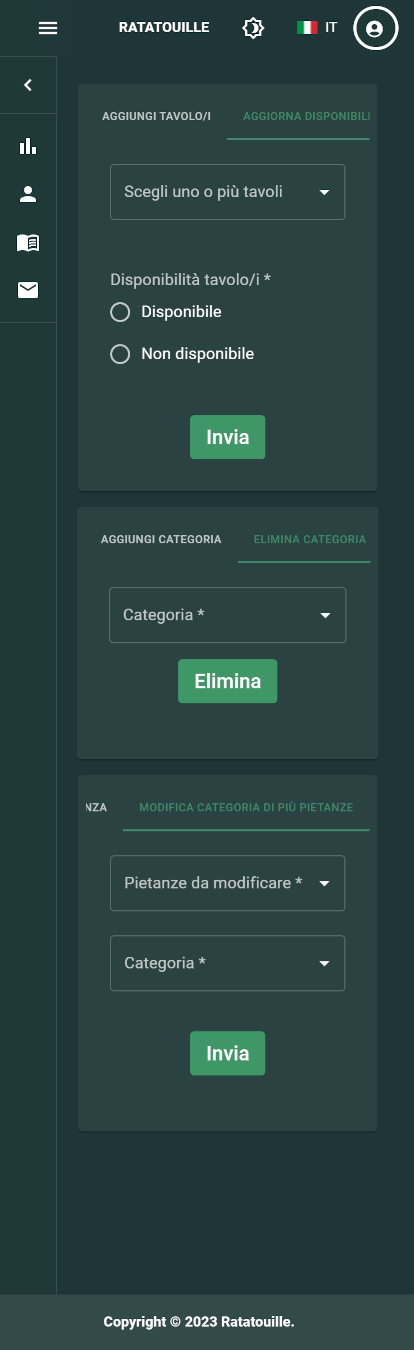 RATATOUILLE
IT
AGGIUNGI TAVOLO/I
AGGIORNA DISPONIBILI
Scegli uno o più tavoli
Disponibilità tavolo/i *
Disponibile
Non disponibile
Invia
AGGIUNGI CATEGORIA
ELIMINA CATEGORIA
Categoria *
Elimina
NZA
MODIFICA CATEGORIA DI PIÙ PIETANZE
Pietanze da modificare *
Categoria *
Invia
Copyright © 2023 Ratatouille.